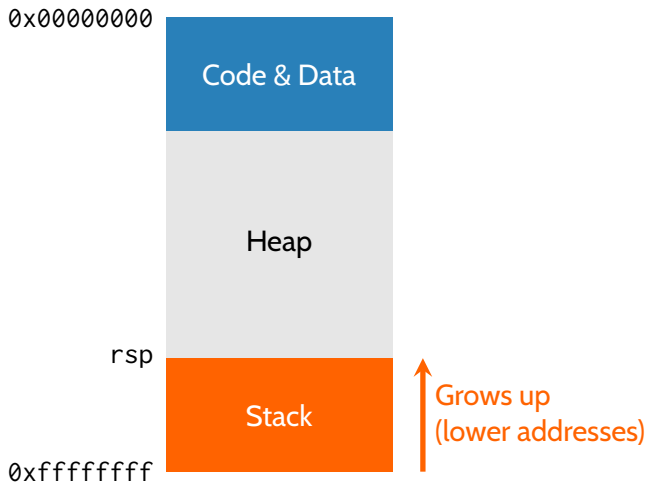 0x00000000
Code & Data
Heap
rsp
Stack
Grows up
(lower addresses)
0xffffffff